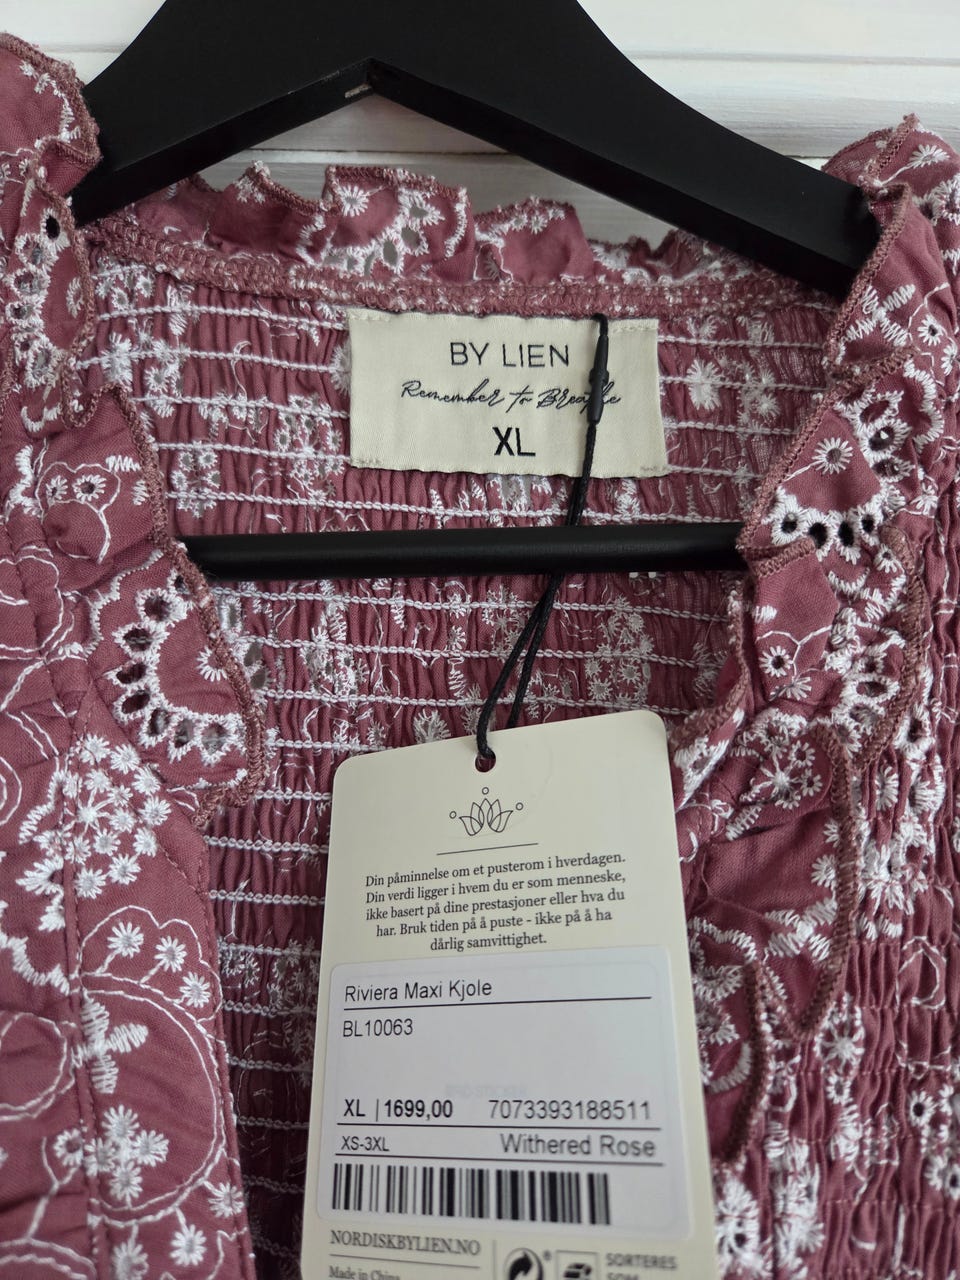 BY LIEN
Remember to Breathe
XL
Din påminnelse om et pusterom i hverdagen.
Din verdi ligger i hvem du er som menneske,
ikke basert på dine prestasjoner eller hva du
har. Bruk tiden på å puste - ikke på å ha
dårlig samvittighet.
Riviera Maxi Kjole
BL10063
XL | 1699,00 7073393188511
XS-3XL Withered Rose
NORDISKBYLIEN.NO
Made in China
SORTERES
SOM